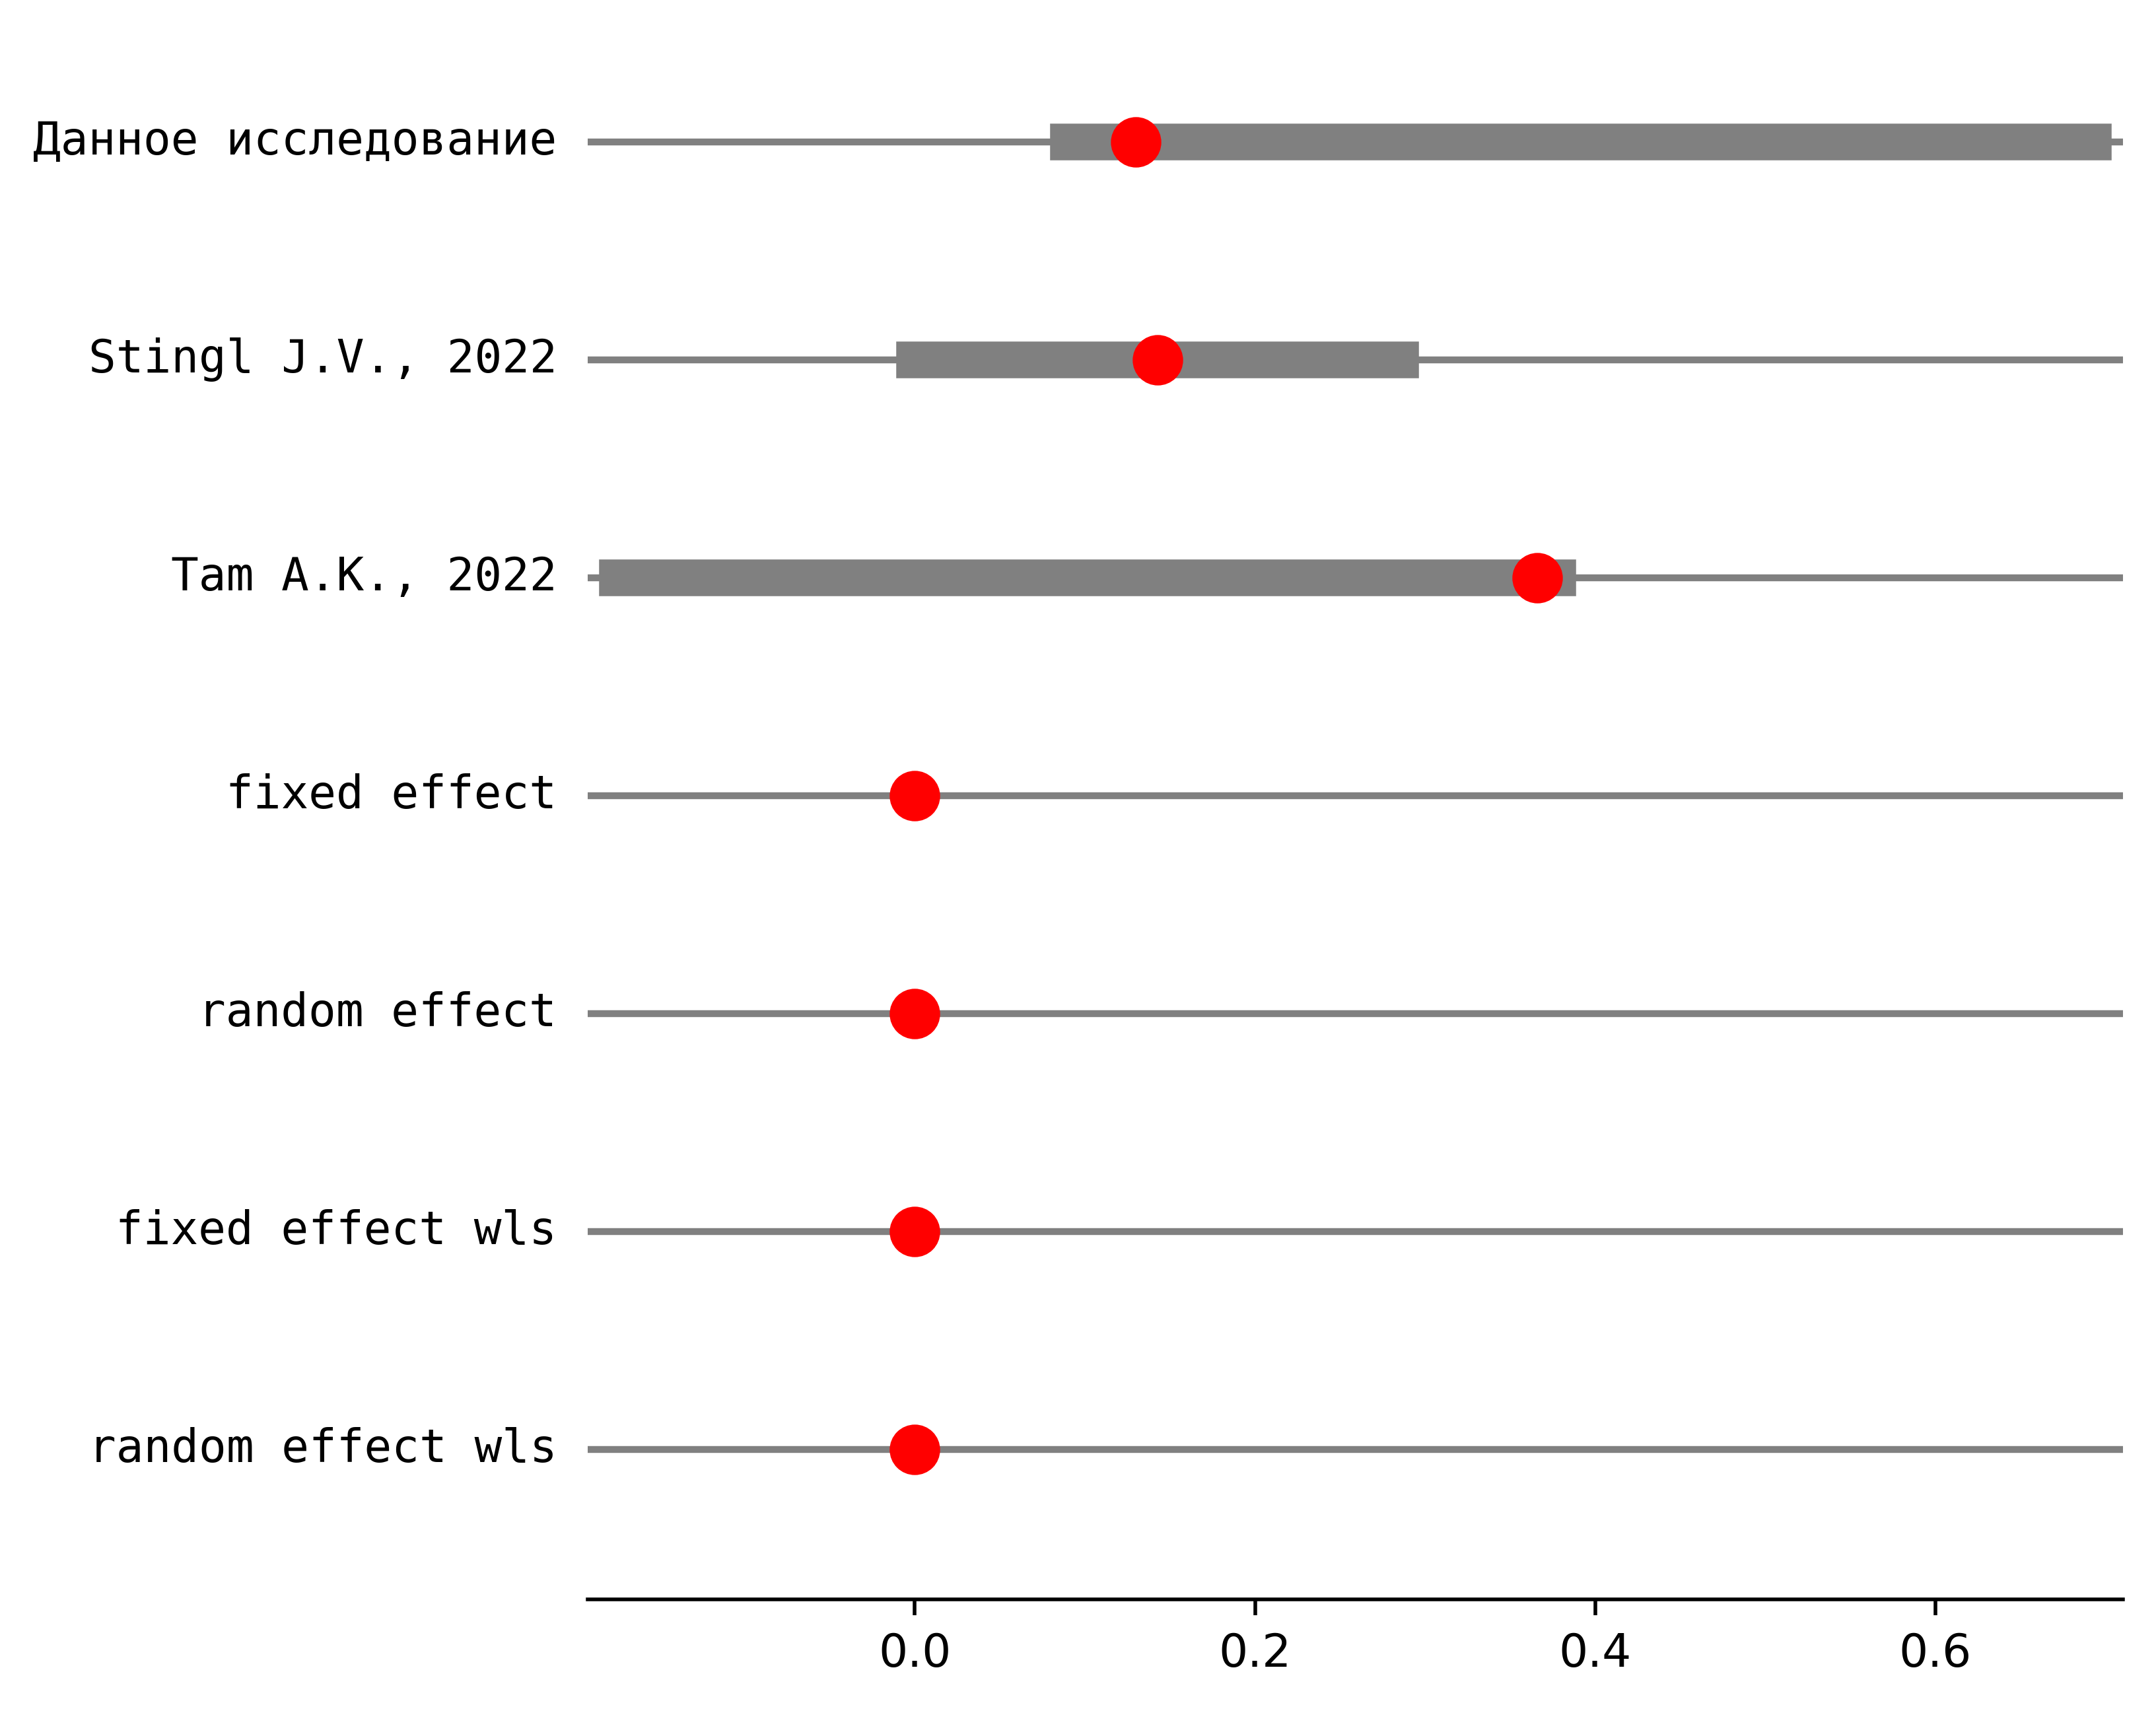 Данное исследование
Stingl J.V., 2022
Tam A.K., 2022
fixed effect
random effect
fixed effect wls
random effect wls
0.0 0.2 0.4 0.6